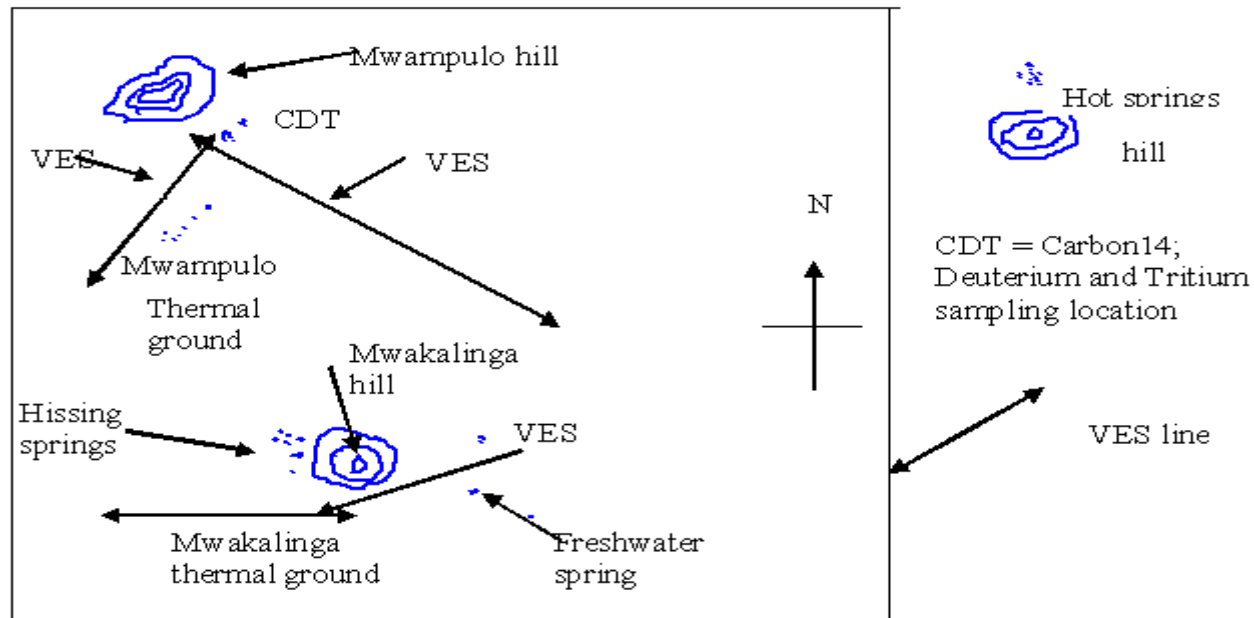 Mwampulo hill
CDT
VES
VES
Mwampulo
Thermal
ground
N
Mwakalinga
hill
Hissing
springs
VES
Mwakalinga
thermal ground
Freshwater
spring
Hot springs
hill
CDT = Carbon14;
Deuterium and Tritium
sampling location
VES line